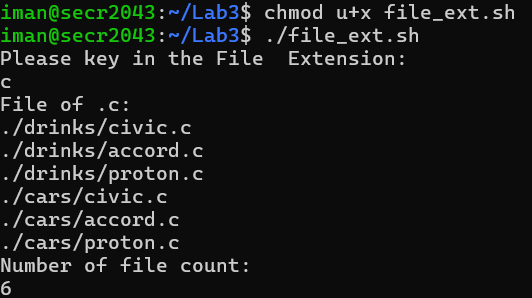 iman@secr2043:~/Lab3$ chmod u+x file_ext.sh
iman@secr2043:~/Lab3$ ./file_ext.sh
Please key in the File  Extension:
c
File of .c:
./drinks/civic.c
./drinks/accord.c
./drinks/proton.c
./cars/civic.c
./cars/accord.c
./cars/proton.c
Number of file count:
6